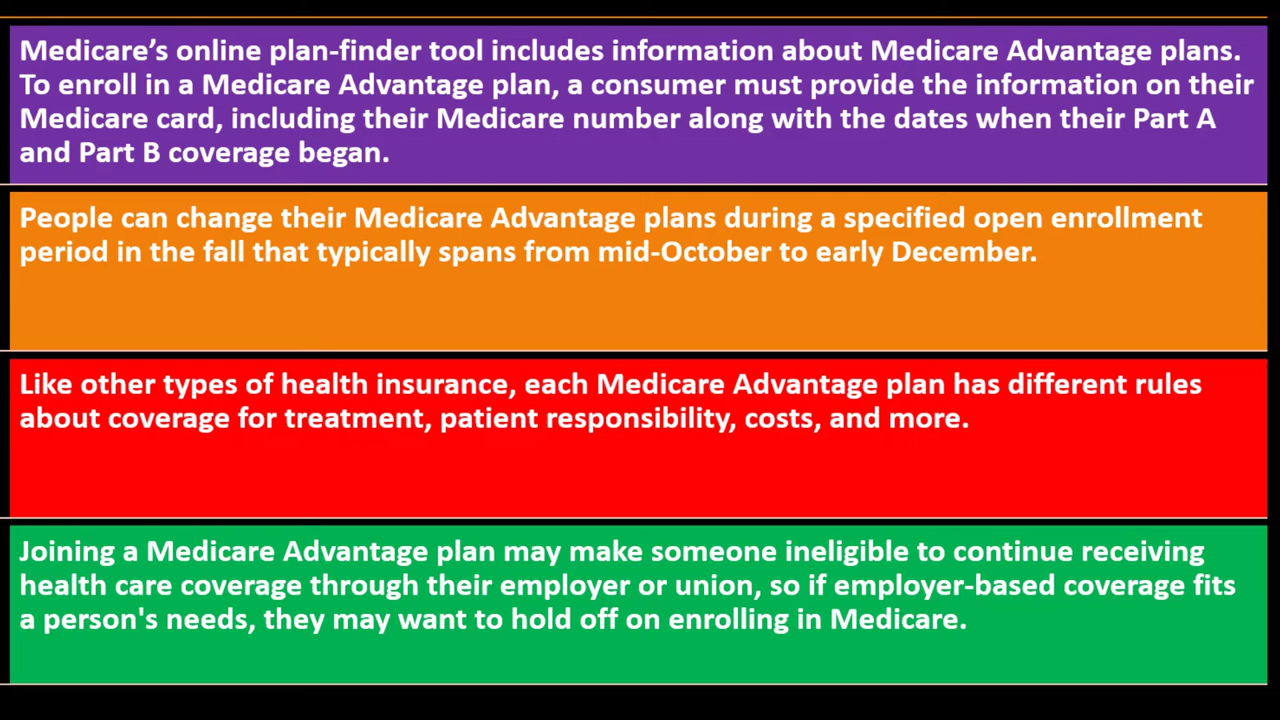 Medicare’s online plan-finder tool includes information about Medicare Advantage plans.
To enroll in a Medicare Advantage plan, a consumer must provide the information on their
Medicare card, including their Medicare number along with the dates when their Part A
and Part B coverage began.
People can change their Medicare Advantage plans during a specified open enrollment
period in the fall that typically spans from mid-October to early December.
Like other types of health insurance, each Medicare Advantage plan has different rules
about coverage for treatment, patient responsibility, costs, and more.
Joining a Medicare Advantage plan may make someone ineligible to continue receiving
health care coverage through their employer or union, so if employer-based coverage fits
a person's needs, they may want to hold off on enrolling in Medicare.